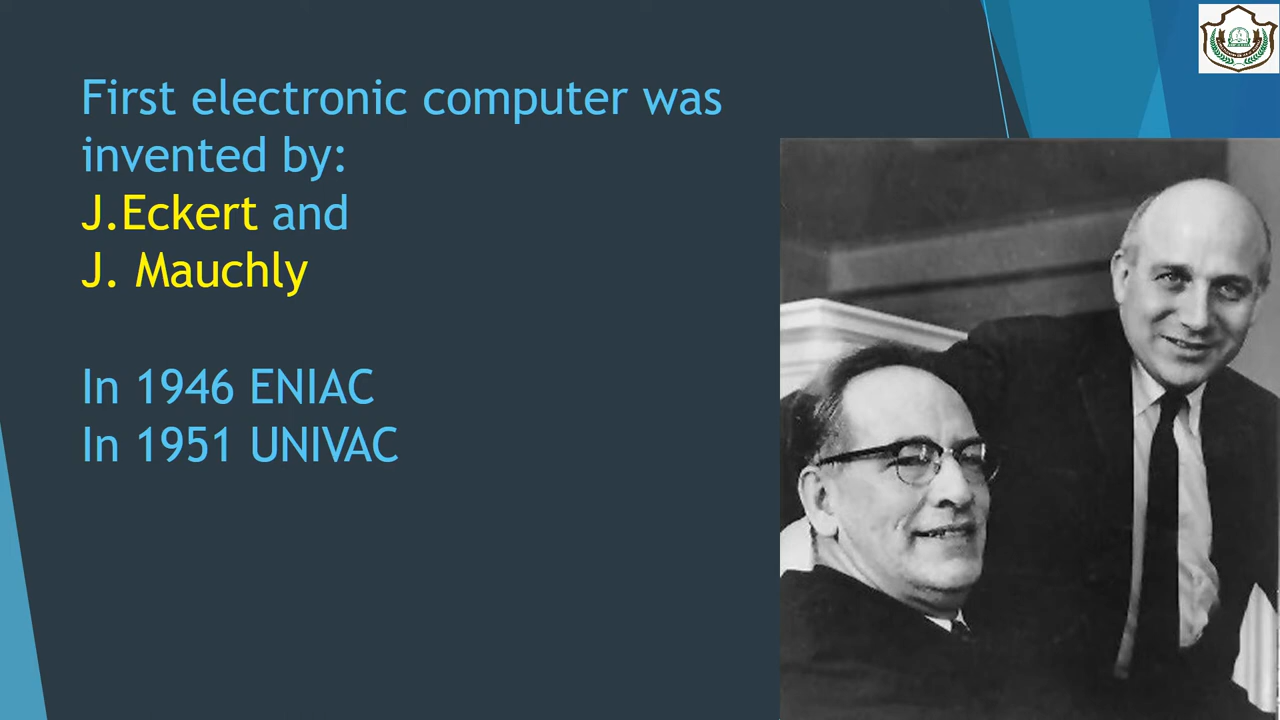 First electronic computer was
invented by:
J.Eckert and
J. Mauchly
In 1946 ENIAC
In 1951 UNIVAC